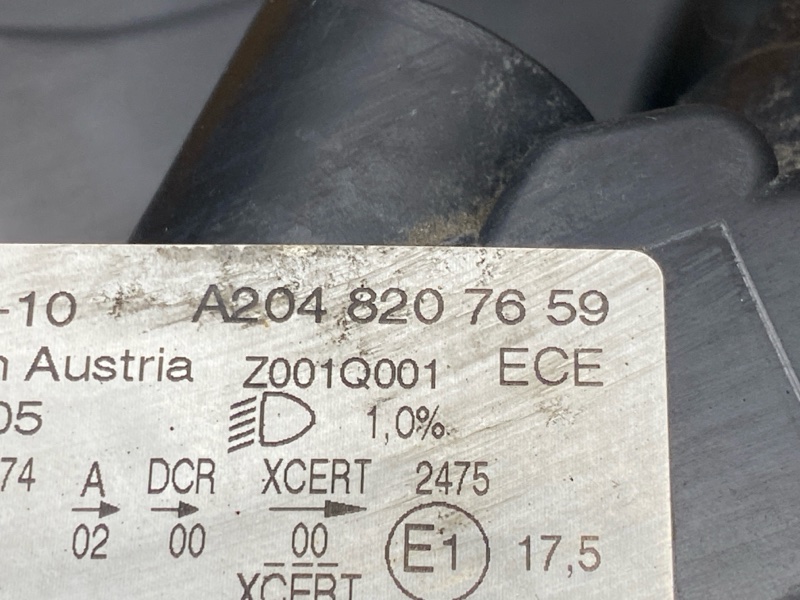 -10 A204 820 76 59
n Austria Z001Q001 ECE
05 1,0%
74 A DCR XCERT 2475
02 00 00 E1 17,5
XCERT